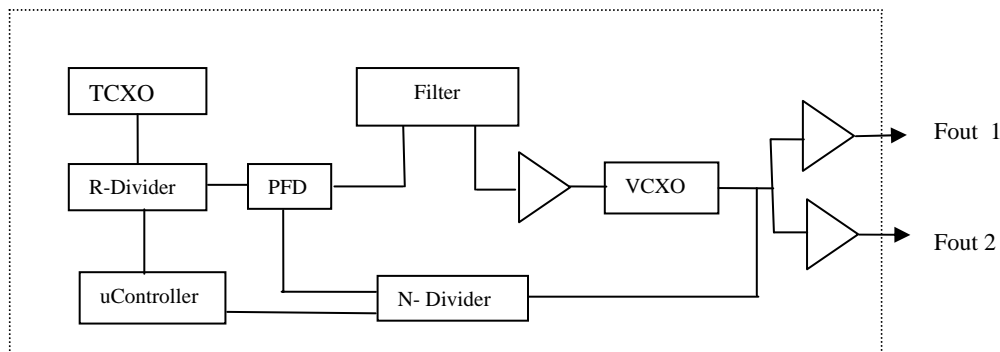 TCXO
Filter
Fout 1
R-Divider
PFD
VCXO
Fout 2
uController
N- Divider